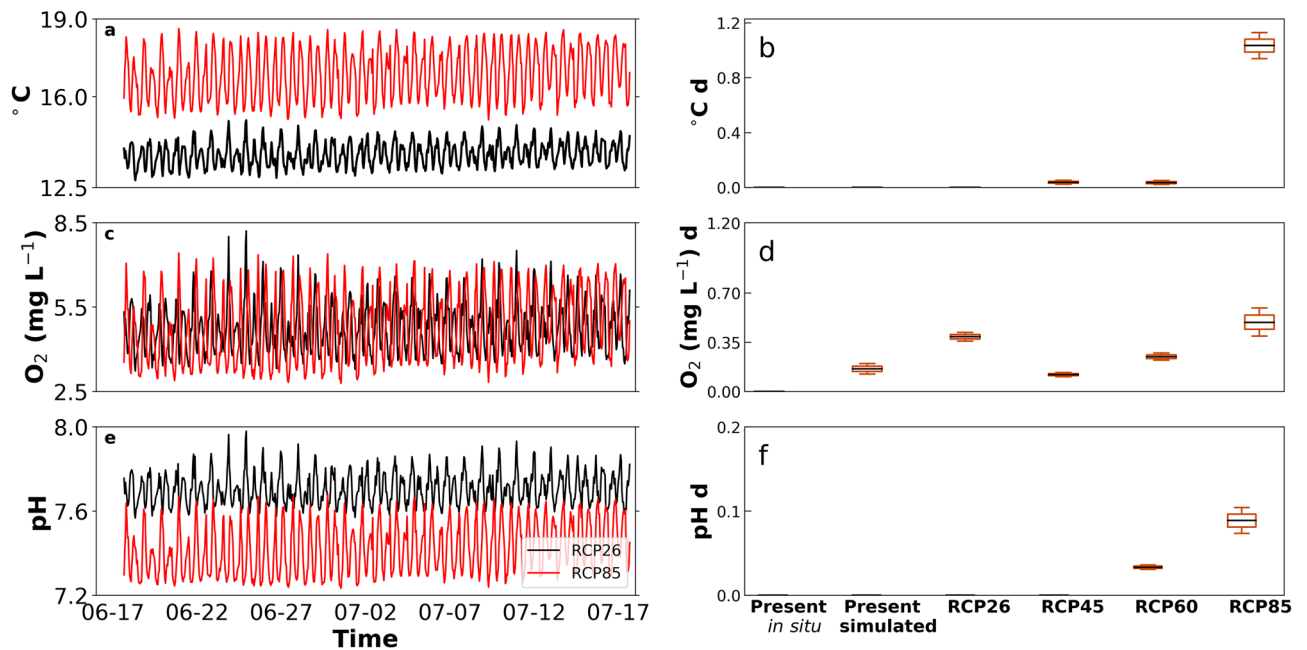 a
19.0
16.0
12.5
° C
b
1.2
0.8
0.4
0.0
°C d
c
8.5
5.5
2.5
O₂ (mg L⁻¹)
d
1.20
0.70
0.35
0.00
O₂ (mg L⁻¹) d
e
8.0
7.6
7.2
pH
RCP26
RCP85
06-17 06-22 06-27 07-02 07-07 07-12 07-17
Time
f
0.2
0.1
0.0
pH d
Present in situ
Present simulated
RCP26
RCP45
RCP60
RCP85